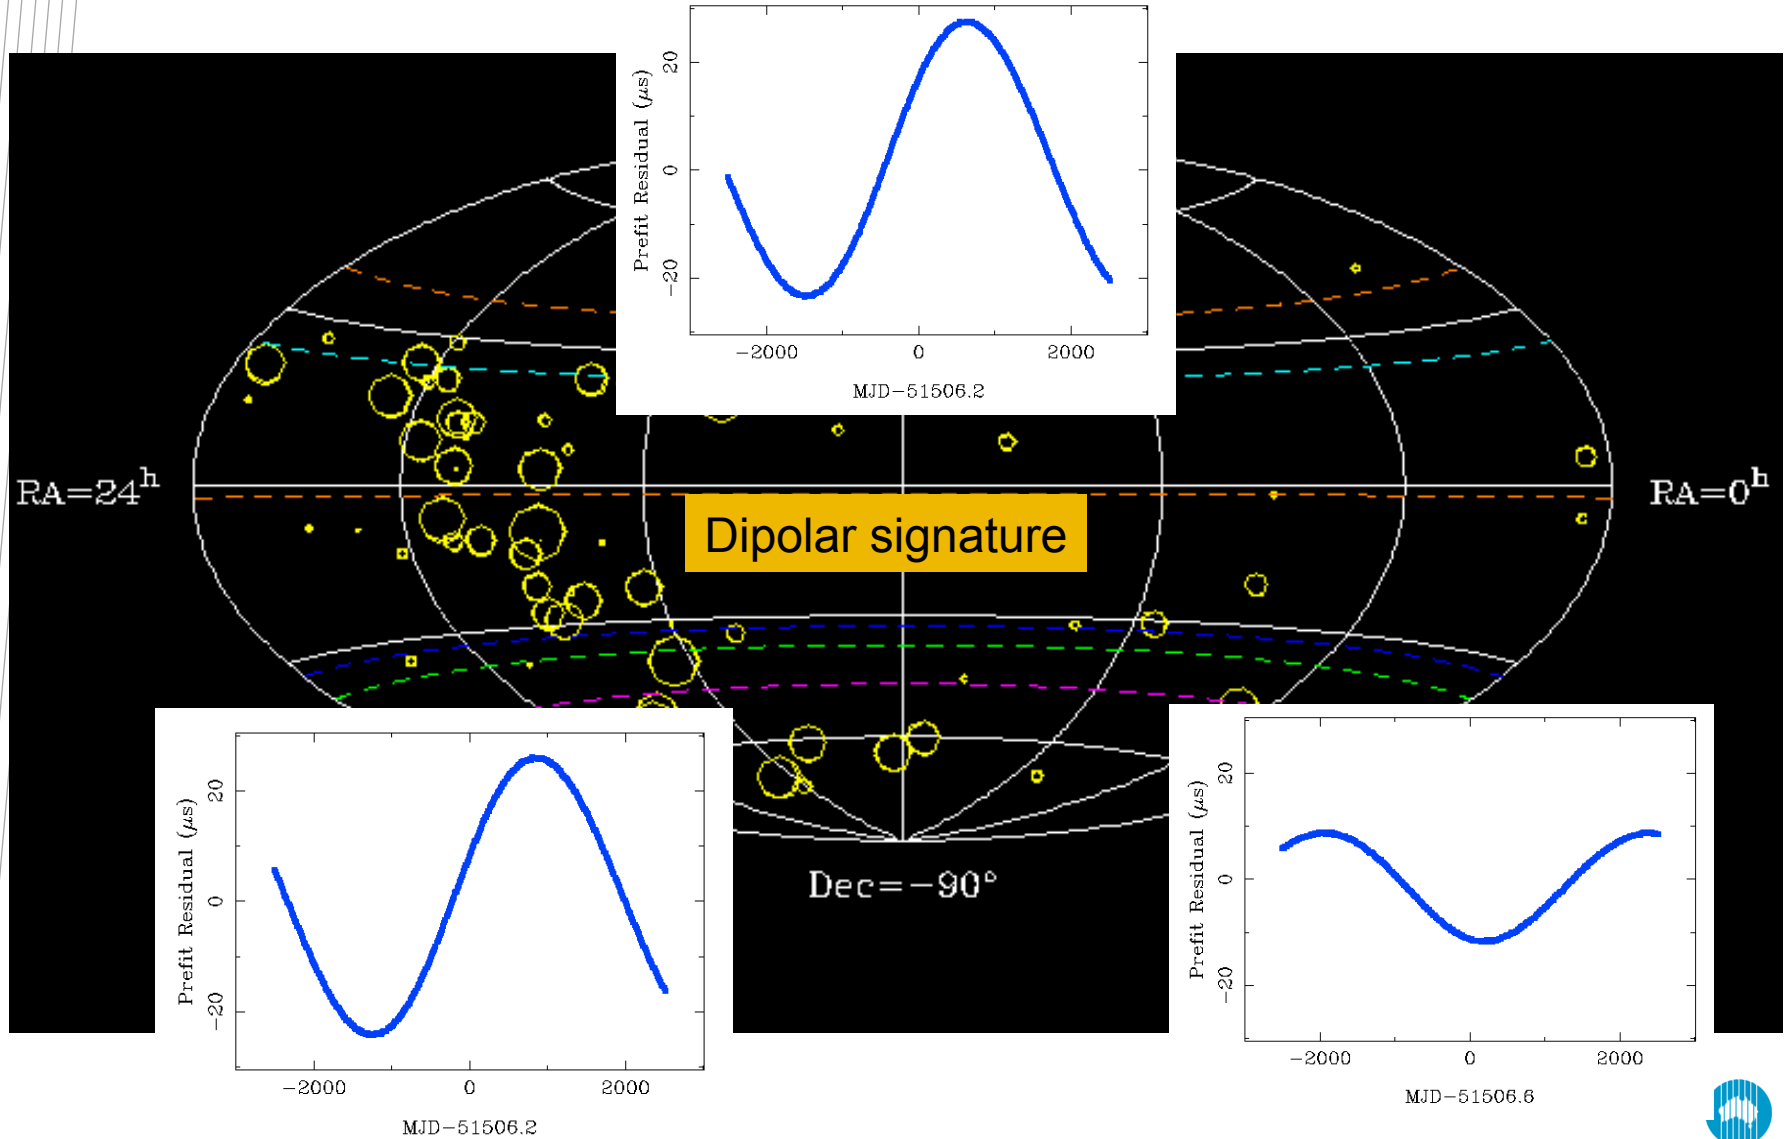 20
0
−20
Prefit Residual (μs)
−2000 0 2000
MJD−51506.2
RA=24ʰ
RA=0ʰ
Dipolar signature
Dec=−90°
20
0
−20
Prefit Residual (μs)
−2000 0 2000
MJD−51506.2
20
0
−20
Prefit Residual (μs)
−2000 0 2000
MJD−51506.6